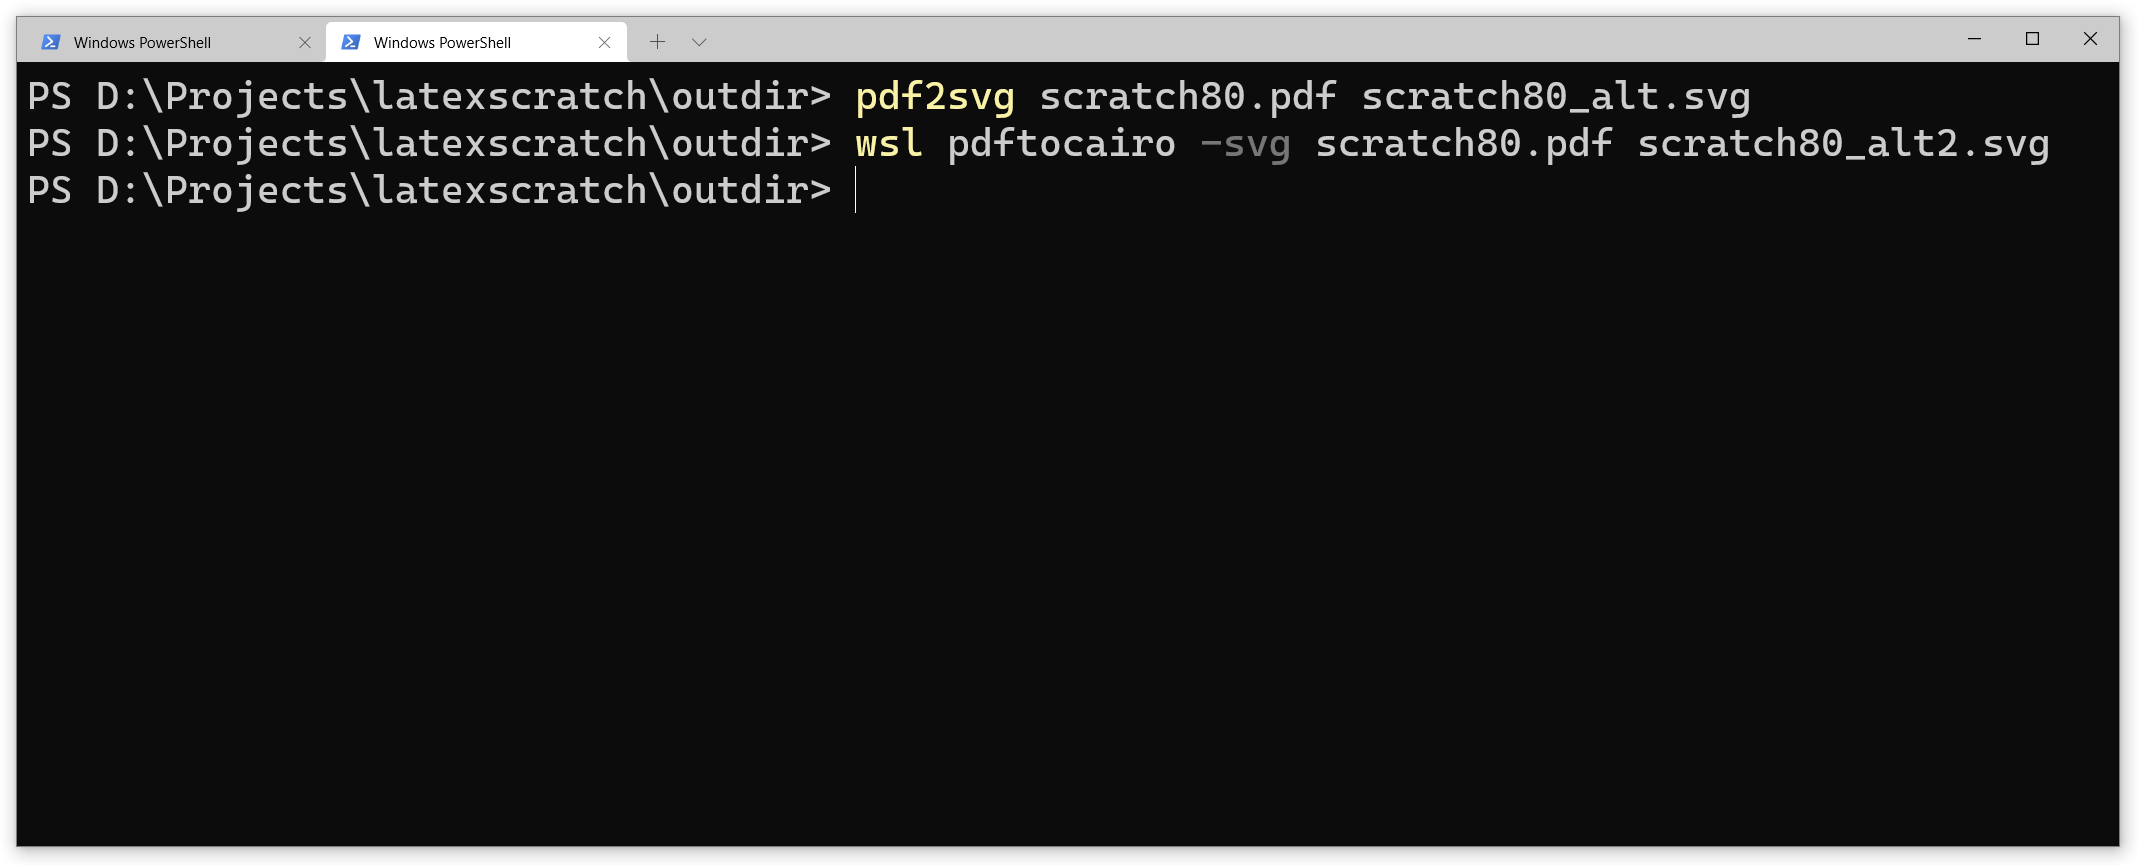 Windows PowerShell
Windows PowerShell
PS D:\Projects\latexscratch\outdir> pdf2svg scratch80.pdf scratch80_alt.svg
PS D:\Projects\latexscratch\outdir> wsl pdftocairo -svg scratch80.pdf scratch80_alt2.svg
PS D:\Projects\latexscratch\outdir>